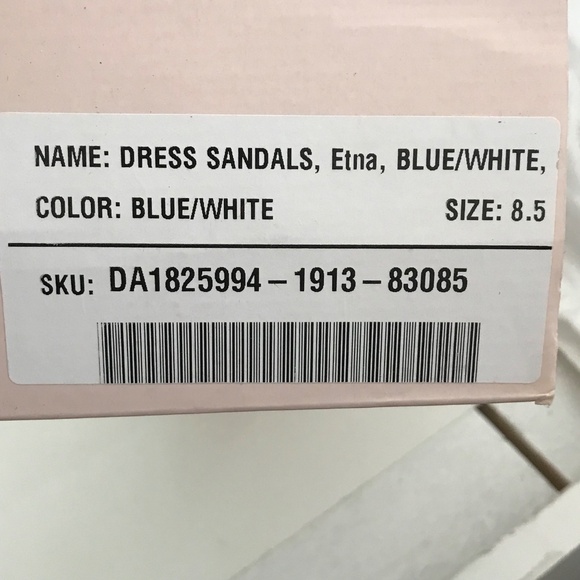 NAME: DRESS SANDALS, Etna, BLUE/WHITE,
COLOR: BLUE/WHITE SIZE: 8.5
SKU: DA1825994-1913-83085